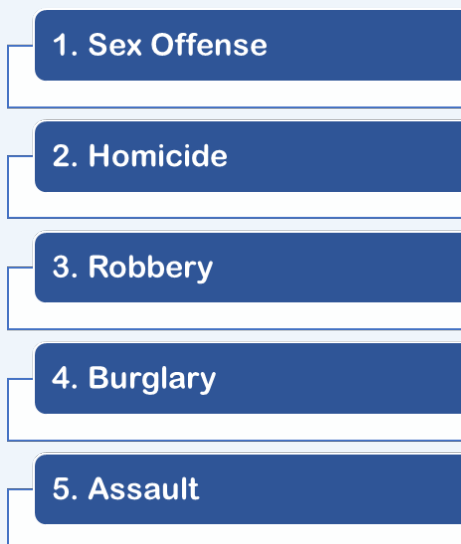 1. Sex Offense
2. Homicide
3. Robbery
4. Burglary
5. Assault